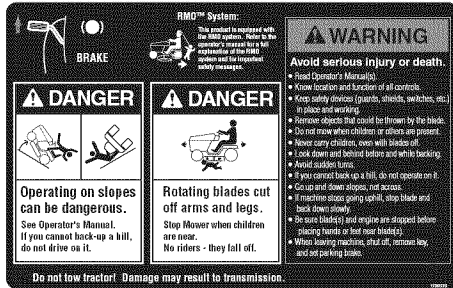 BRAKE
RMO™ System:
This product is equipped with
the RMO system. Refer to the
operator's manual for a full
explanation of the RMO
system and for important
safety messages.
DANGER
Operating on slopes
can be dangerous.
See Operator's Manual.
If you cannot back-up a hill,
do not drive on it.
DANGER
Rotating blades cut
off arms and legs.
Stop Mower when children
are near.
No riders - they fall off.
WARNING
Avoid serious injury or death.
• Read Operator's Manual(s).
• Know location and function of all controls.
• Keep safety devices (guards, shields, switches, etc.)
in place and working.
• Remove objects that could be thrown by the blade.
• Do not mow when children or others are present.
• Never carry children, even with blades off.
• Look down and behind before and while backing.
• Avoid sudden turns.
• If you cannot back up a hill, do not operate on it.
• Go up and down slopes, not across.
• If machine stops going uphill, stop blade and
back down slowly.
• Be sure blade(s) and engine are stopped before
placing hands or feet near blade(s).
• When leaving machine, shut off, remove key,
and set parking brake.
Do not tow tractor! Damage may result to transmission.